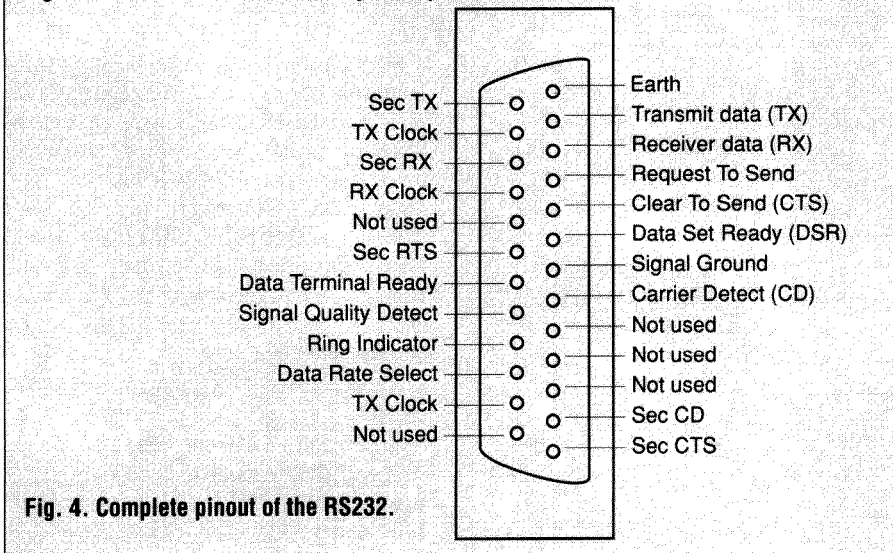 Sec TX
TX Clock
Sec RX
RX Clock
Not used
Sec RTS
Data Terminal Ready
Signal Quality Detect
Ring Indicator
Data Rate Select
TX Clock
Not used
Earth
Transmit data (TX)
Receiver data (RX)
Request To Send
Clear To Send (CTS)
Data Set Ready (DSR)
Signal Ground
Carrier Detect (CD)
Not used
Not used
Not used
Sec CD
Sec CTS
Fig. 4. Complete pinout of the RS232.